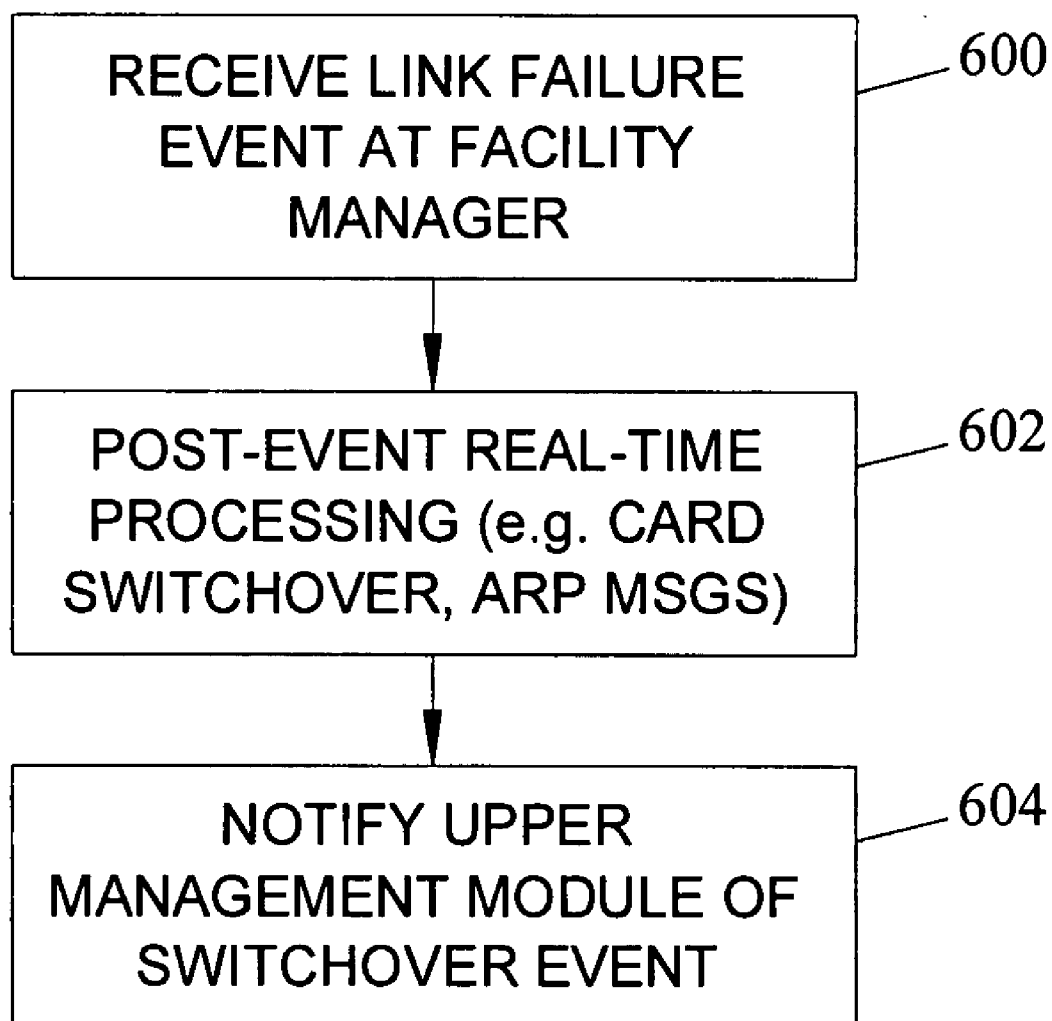 RECEIVE LINK FAILURE
EVENT AT FACILITY
MANAGER
600
POST-EVENT REAL-TIME
PROCESSING (e.g. CARD
SWITCHOVER, ARP MSGS)
602
NOTIFY UPPER
MANAGEMENT MODULE OF
SWITCHOVER EVENT
604